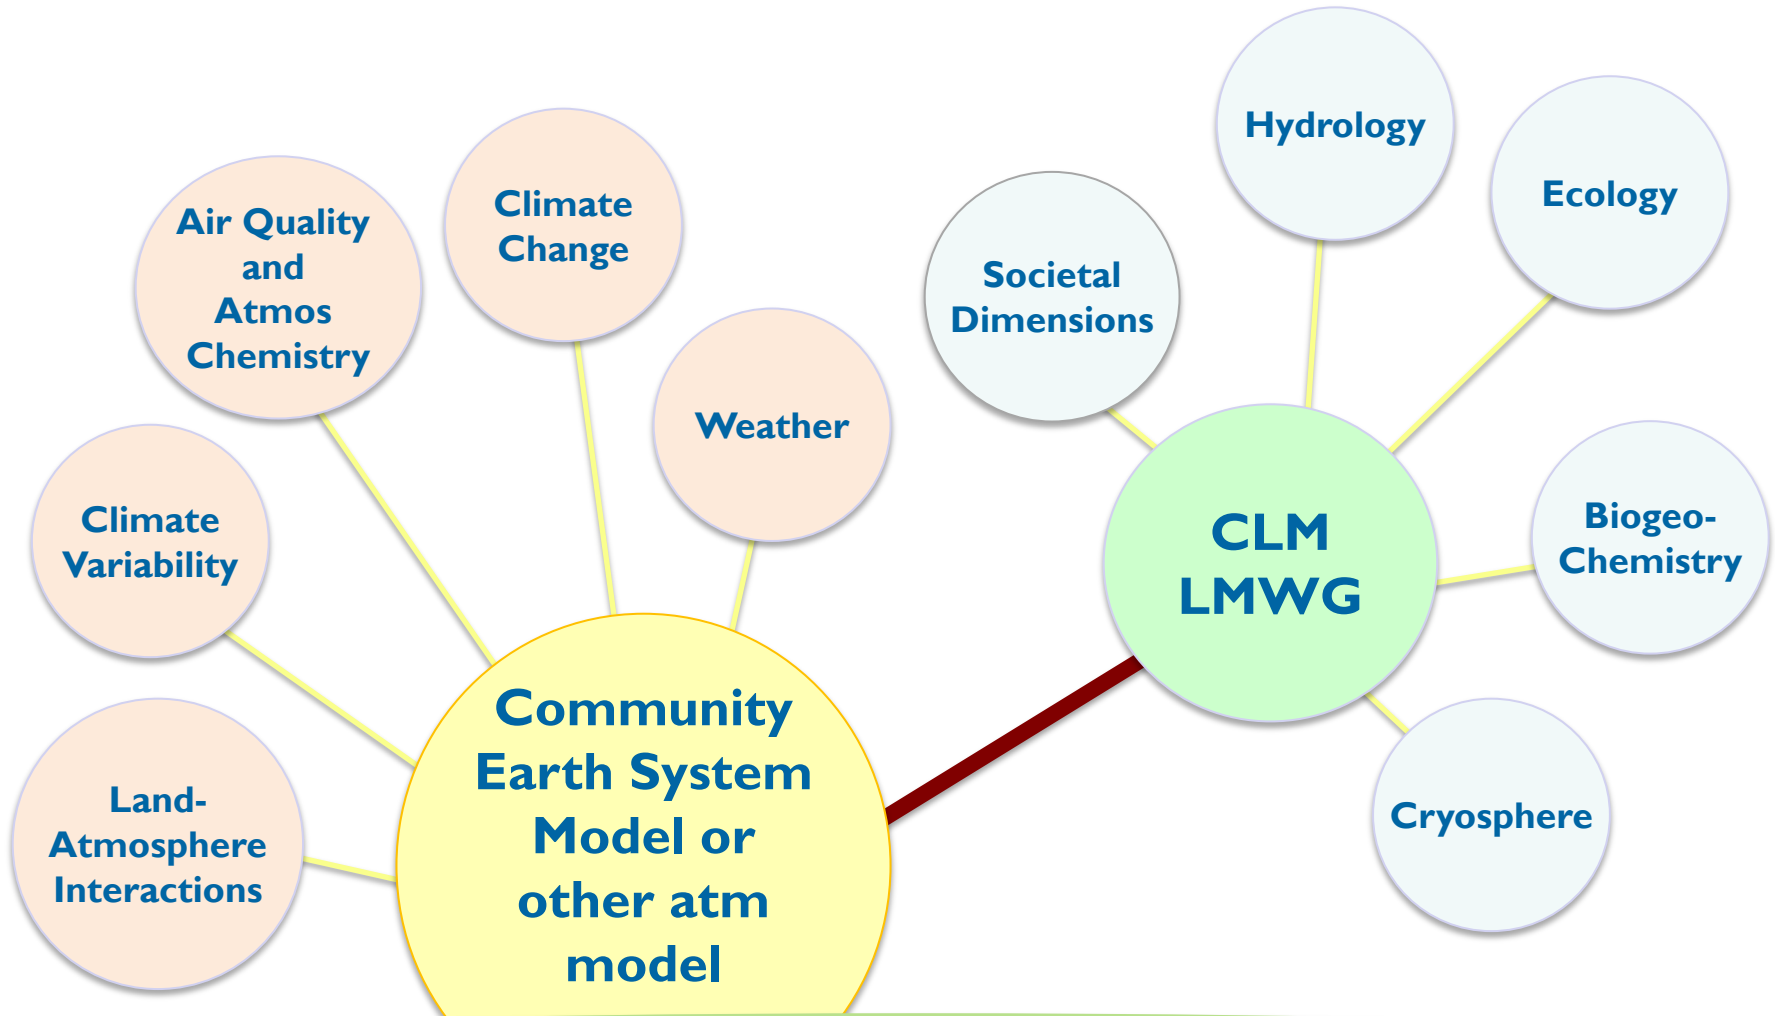 Hydrology
Ecology
Climate
Change
Air Quality
and
Atmos
Chemistry
Societal
Dimensions
Weather
Climate
Variability
CLM
LMWG
Biogeo-
Chemistry
Community
Earth System
Model or
other atm
model
Land-
Atmosphere
Interactions
Cryosphere